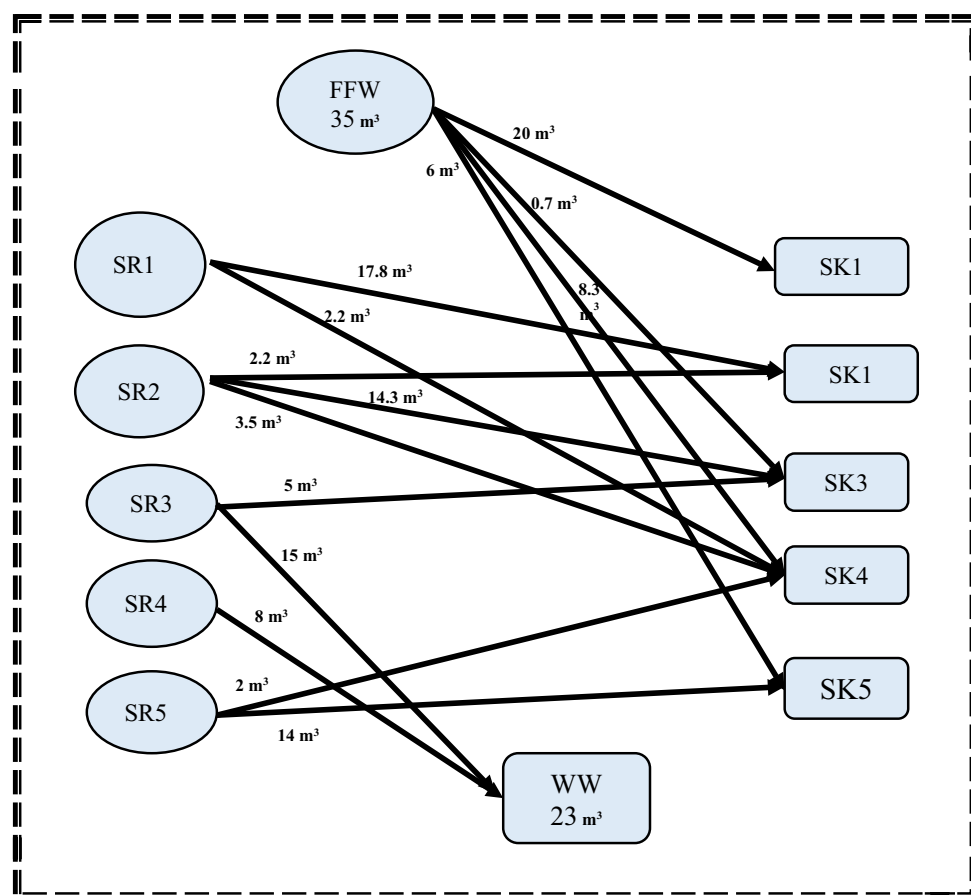 FFW
35 m³
20 m³
6 m³
0.7 m³
SR1
SK1
17.8 m³
8.3
m³
2.2 m³
2.2 m³
SR2
SK1
14.3 m³
3.5 m³
SR3
5 m³
SK3
15 m³
SK4
SR4
8 m³
2 m³
SK5
SR5
14 m³
WW
23 m³